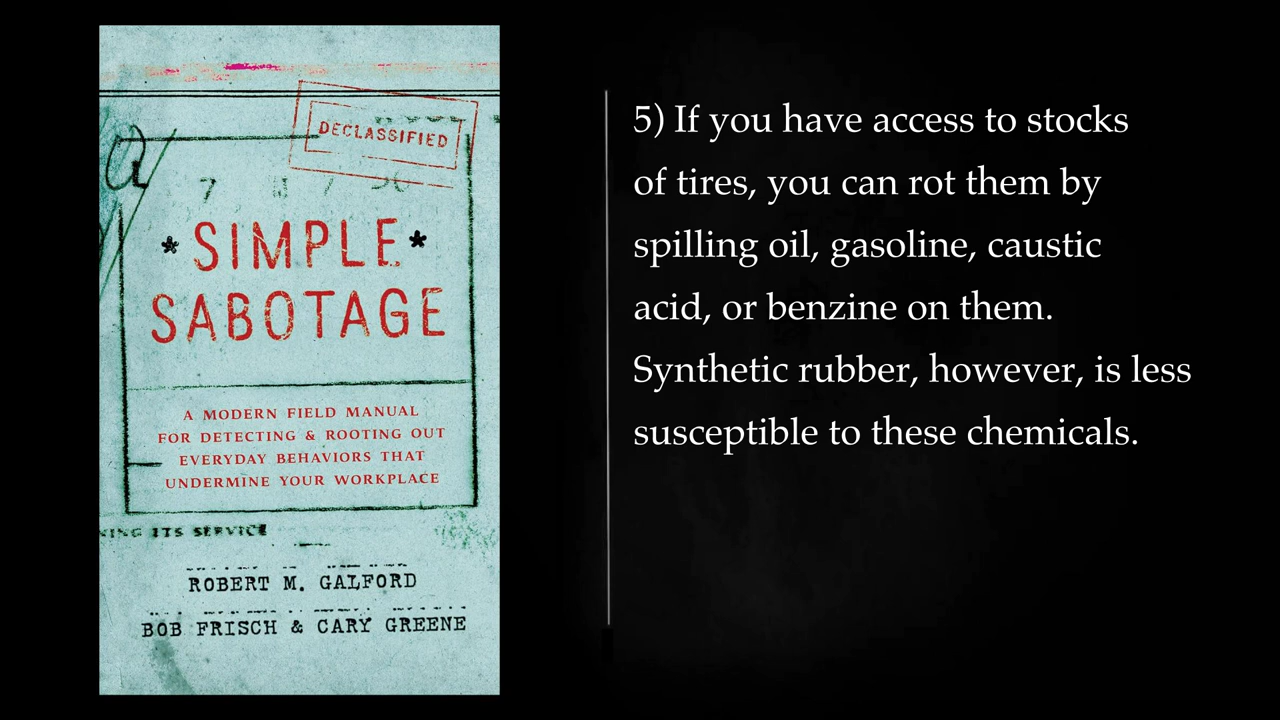 DECLASSIFIED
*SIMPLE*
SABOTAGE
A MODERN FIELD MANUAL
FOR DETECTING & ROOTING OUT
EVERYDAY BEHAVIORS THAT
UNDERMINE YOUR WORKPLACE
ITS SERVICE
ROBERT M. GALFORD
BOB FRISCH & CARY GREENE
5) If you have access to stocks
of tires, you can rot them by
spilling oil, gasoline, caustic
acid, or benzine on them.
Synthetic rubber, however, is less
susceptible to these chemicals.